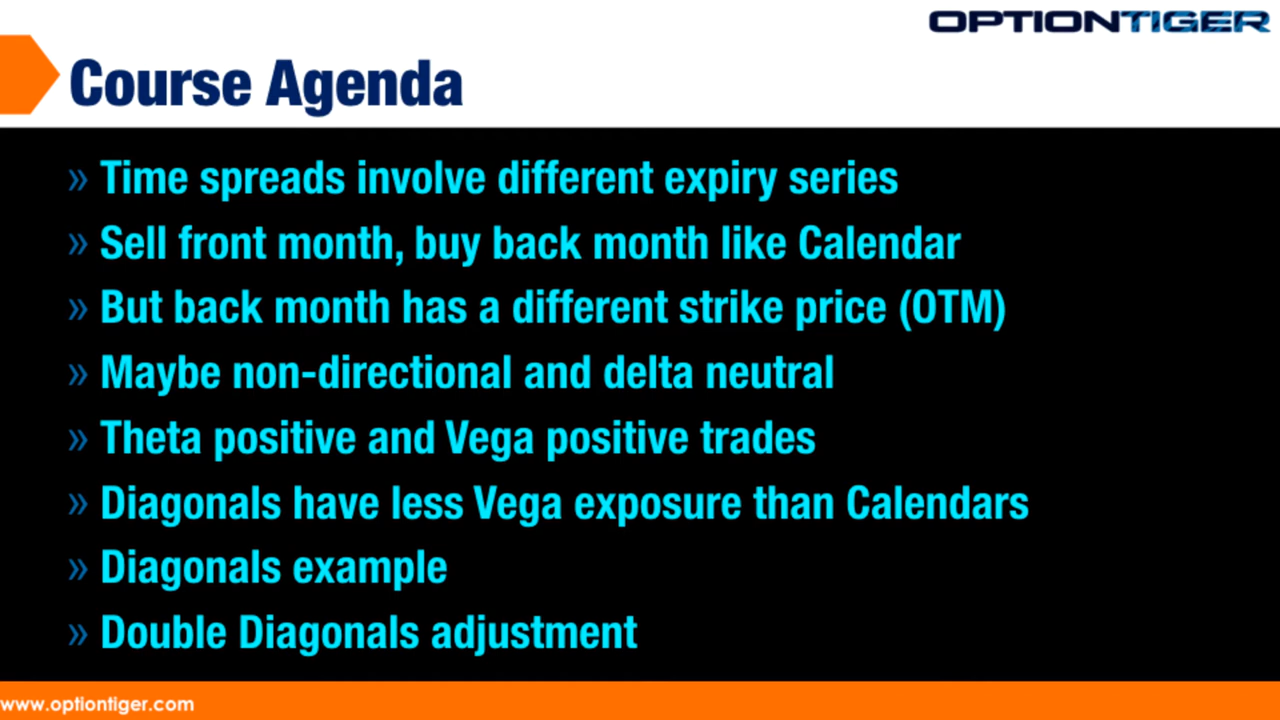 OPTIONTIGER
Course Agenda
» Time spreads involve different expiry series
» Sell front month, buy back month like Calendar
» But back month has a different strike price (OTM)
» Maybe non-directional and delta neutral
» Theta positive and Vega positive trades
» Diagonals have less Vega exposure than Calendars
» Diagonals example
» Double Diagonals adjustment
www.optiontiger.com